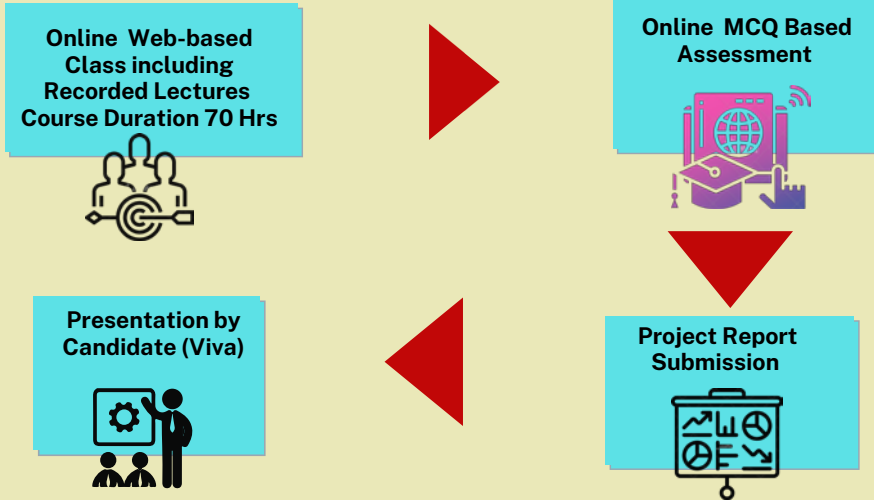 Online Web-based
Class including
Recorded Lectures
Course Duration 70 Hrs
Online MCQ Based
Assessment
Project Report
Submission
Presentation by
Candidate (Viva)